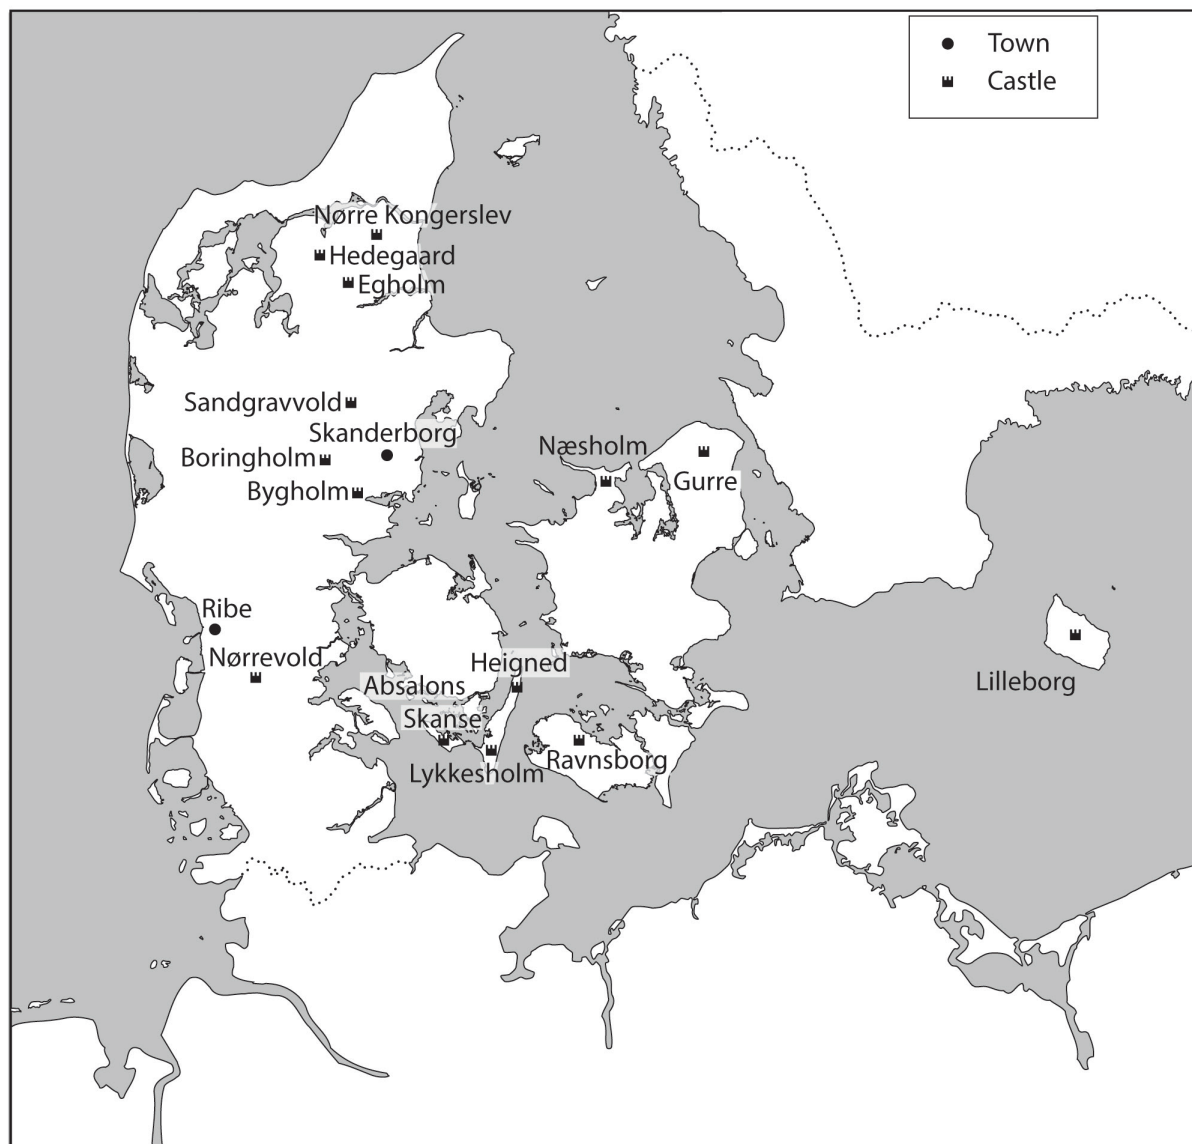 Town
Castle
Nørre Kongerslev
Hedegaard
Egholm
Sandgravvold
Skanderborg
Boringholm
Næsholm
Gurre
Bygholm
Ribe
Nørrevold
Heigned
Absalons
Skanse
Lilleborg
Ravnsborg
Lykkesholm